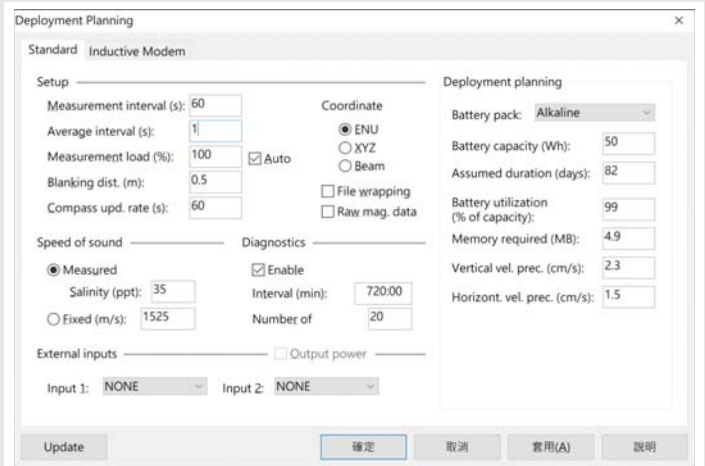 Deployment Planning
Standard Inductive Modem
Setup
Measurement interval (s): 60
Average interval (s): 1
Measurement load (%): 100 Auto
Blanking dist. (m): 0.5
Compass upd. rate (s): 60
Coordinate
ENU
XYZ
Beam
File wrapping
Raw mag. data
Speed of sound
Measured
Salinity (ppt): 35
Fixed (m/s): 1525
Diagnostics
Enable
Interval (min): 720:00
Number of 20
External inputs
Output power
Input 1: NONE Input 2: NONE
Deployment planning
Battery pack: Alkaline
Battery capacity (Wh): 50
Assumed duration (days): 82
Battery utilization
(% of capacity): 99
Memory required (MB): 4.9
Vertical vel. prec. (cm/s): 2.3
Horizont. vel. prec. (cm/s): 1.5
Update 確定 取消 套用(A) 說明